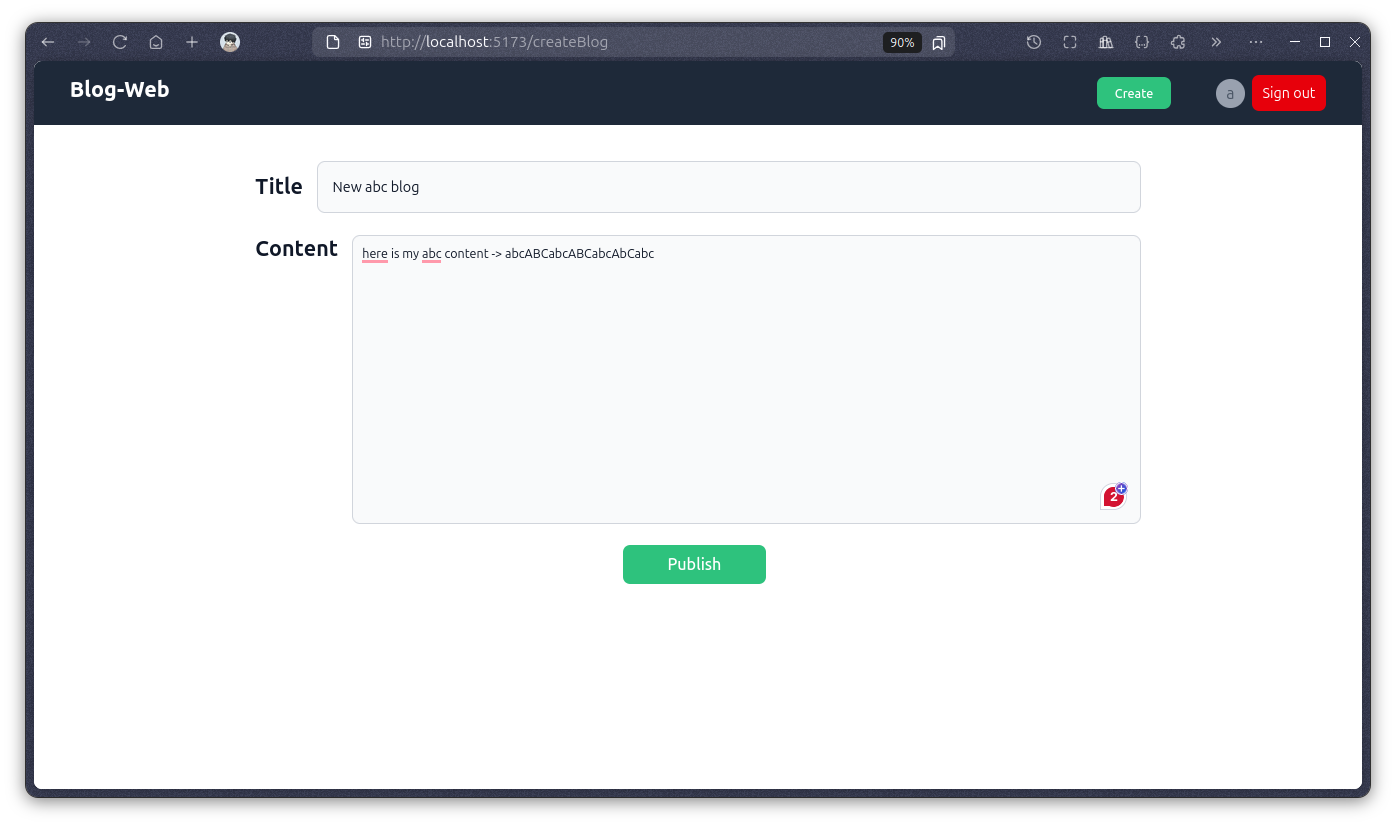 http://localhost:5173/createBlog
90%
Blog-Web
Create
a
Sign out
Title
New abc blog
Content
here is my abc content -> abcABCabcABCabcAbCabc
2
Publish